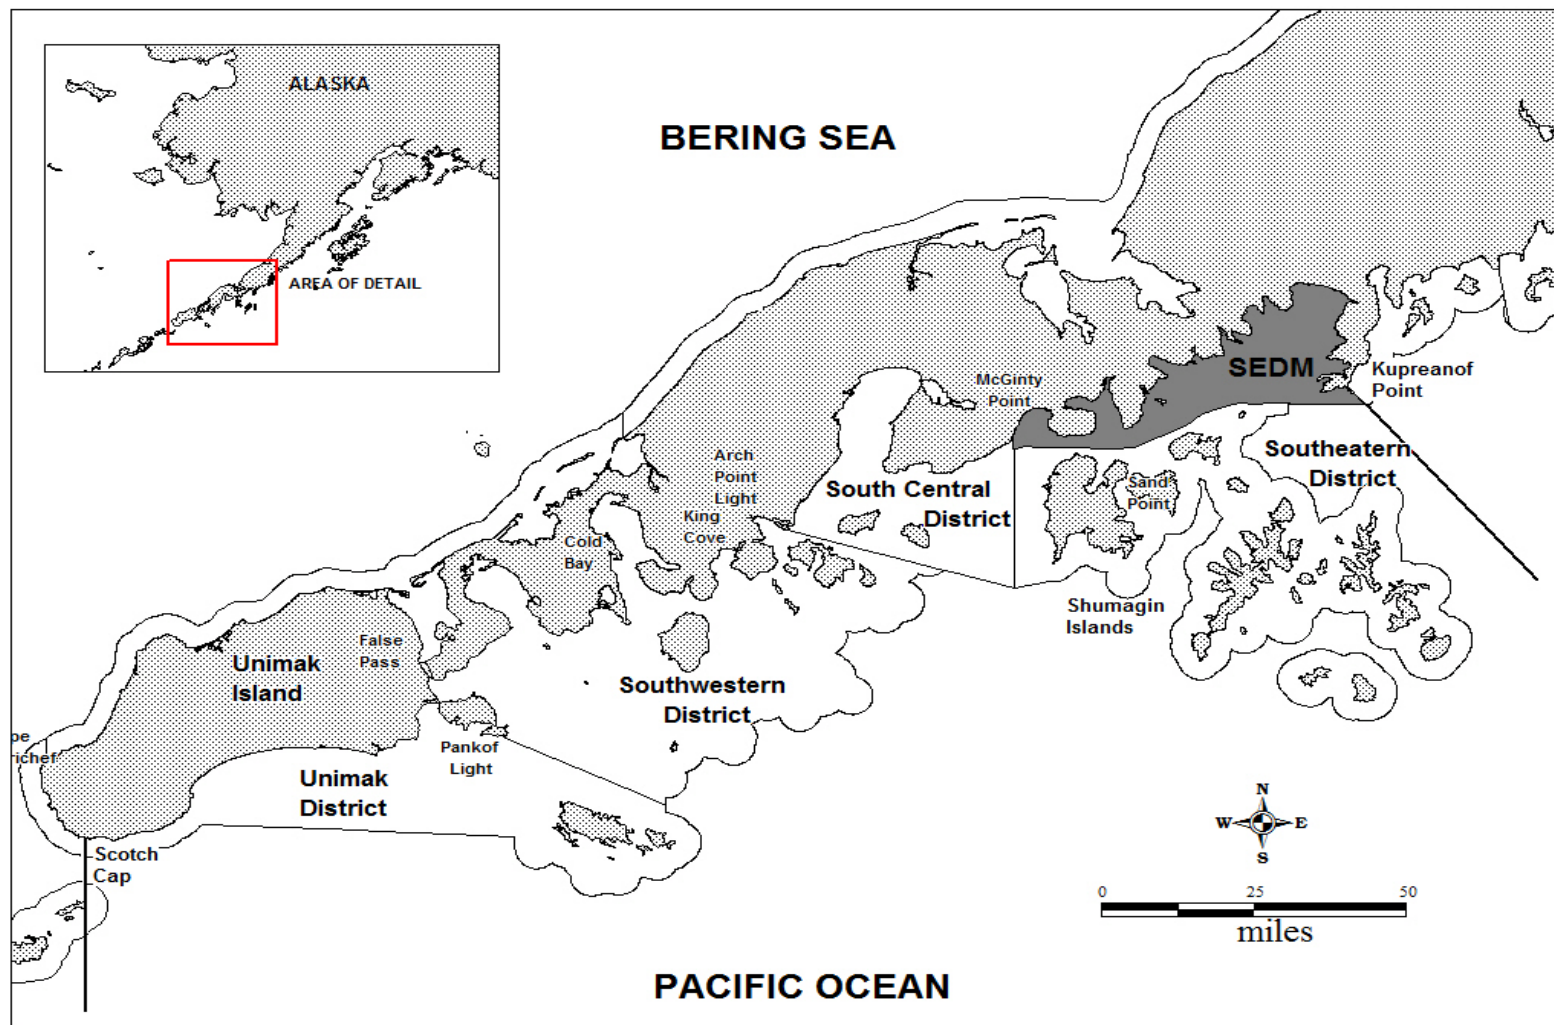 ALASKA
BERING SEA
AREA OF DETAIL
SEDM
Kupreanof
Point
McGinty
Point
Southeatern
District
Arch
Point
Light
South Central
District
Sand
Point
King
Cove
Cold
Bay
Shumagin
Islands
False
Pass
Unimak
Island
Southwestern
District
pe
richef
Pankof
Light
Unimak
District
Scotch
Cap
N
W E
S
0 25 50
miles
PACIFIC OCEAN